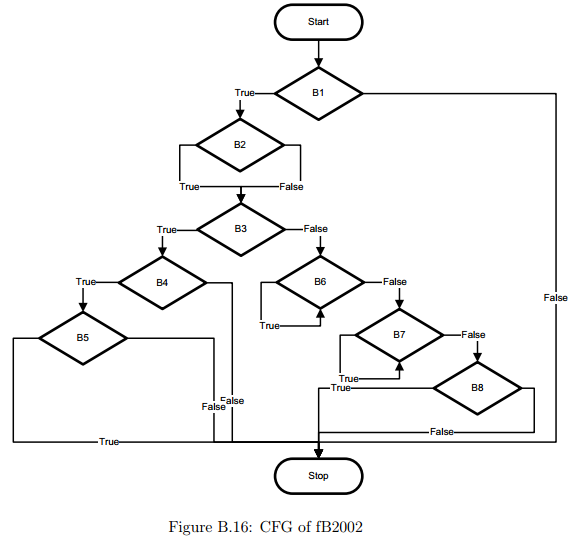 Start
B1
True
B2
True
False
B3
True
False
B4
B6
True
False
True
B5
B7
False
True
True
B8
False
False
False
False
True
Stop
Figure B.16: CFG of fB2002